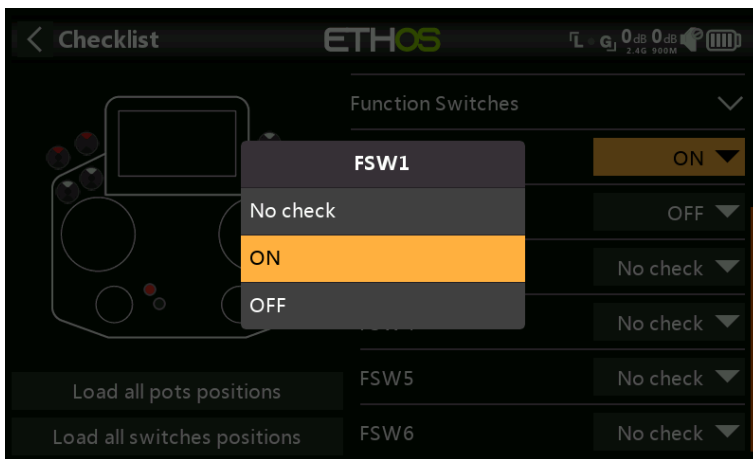 Checklist
ETHOS
0dB 0dB
2.4G 900M
Function Switches
FSW1
ON
No check
OFF
ON
No check
OFF
No check
FSW5
No check
FSW6
No check
Load all pots positions
Load all switches positions